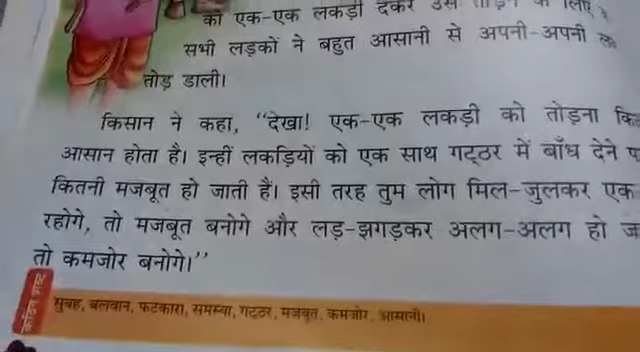 को एक-एक लकड़ी देकर उसे तोड़ने के लिए
सभी लड़कों ने बहुत आसानी से अपनी-अपनी
तोड़ डाली।
किसान ने कहा, “देखा! एक-एक लकड़ी को तोड़ना
आसान होता है। इन्हीं लकड़ियों को एक साथ गट्ठर में बाँध देने
कितनी मजबूत हो जाती हैं। इसी तरह तुम लोग मिल-जुलकर एक
रहोगे, तो मजबूत बनोगे और लड़-झगड़कर अलग-अलग हो
तो कमजोर बनोगे।”
कठिन शब्द
सुबह, बलवान, फटकारा, समस्या, गट्ठर, मजबूत, कमजोर, आसानी।